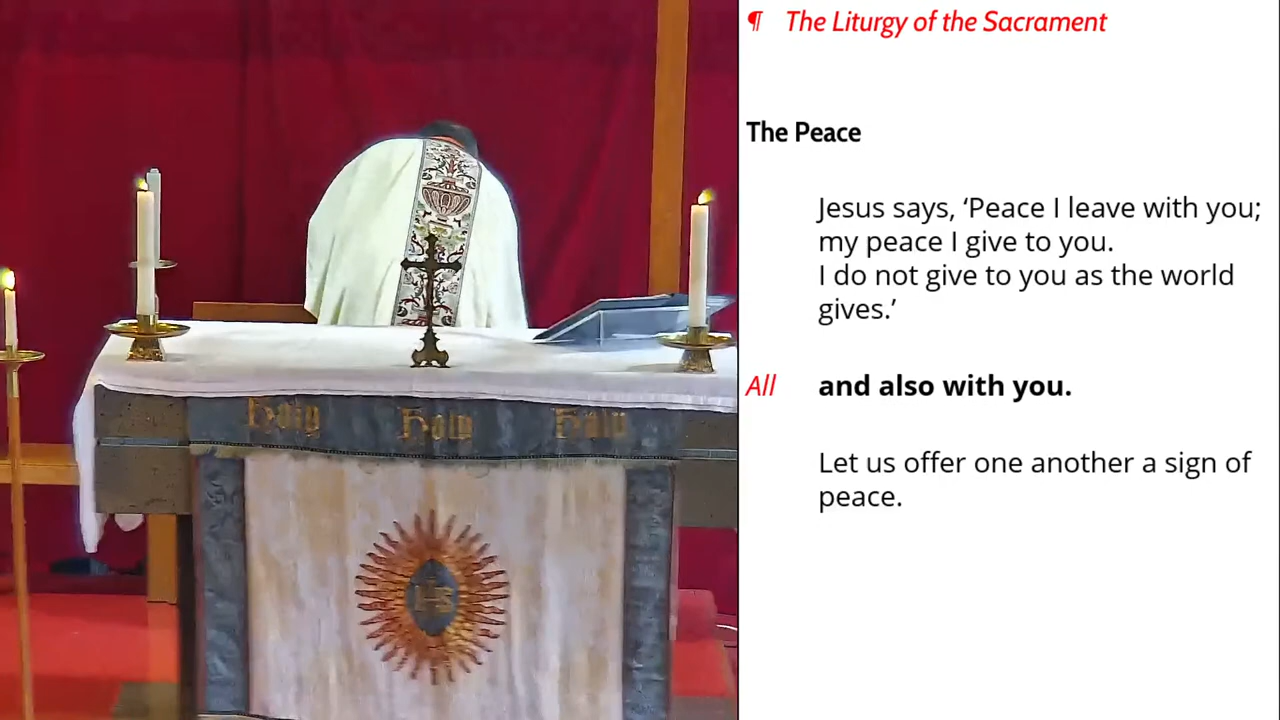 ¶ The Liturgy of the Sacrament
The Peace
Jesus says, ‘Peace I leave with you;
my peace I give to you.
I do not give to you as the world
gives.’
All and also with you.
Let us offer one another a sign of
peace.
Holy Holy Holy
IHS